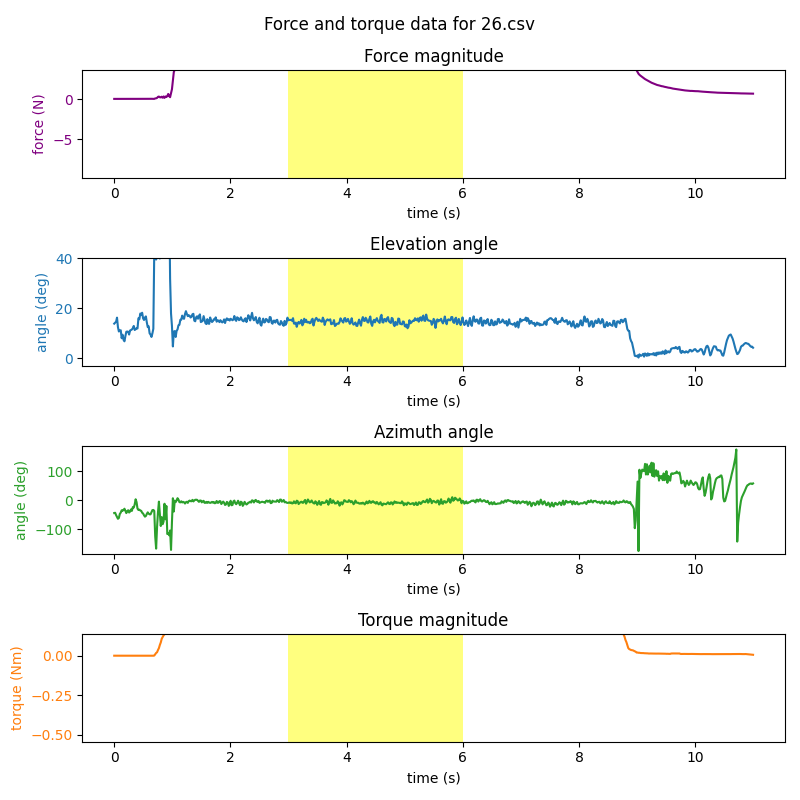 Force and torque data for 26.csv
Force magnitude
force (N)
0
−5
0 2 4 6 8 10
time (s)
Elevation angle
angle (deg)
40
20
0
0 2 4 6 8 10
time (s)
Azimuth angle
angle (deg)
100
0
−100
0 2 4 6 8 10
time (s)
Torque magnitude
torque (Nm)
0.00
−0.25
−0.50
0 2 4 6 8 10
time (s)